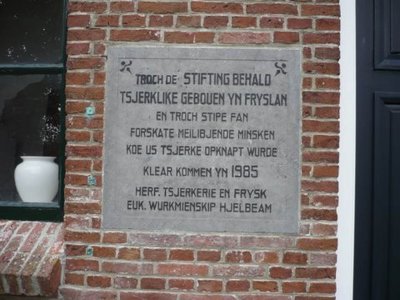 TROCH DE STIFTING BEHALD
TSJERKLIKE GEBOUEN YN FRYSLAN
EN TROCH STIPE FAN
FORSKATE MEILIBJENDE MINSKEN
KOE US TSJERKE OPKNAPT WURDE
KLEAR KOMMEN YN 1985
HERF. TSJERKERIE EN FRYSK
EUK. WURKMIENSKIP HJELBEAM